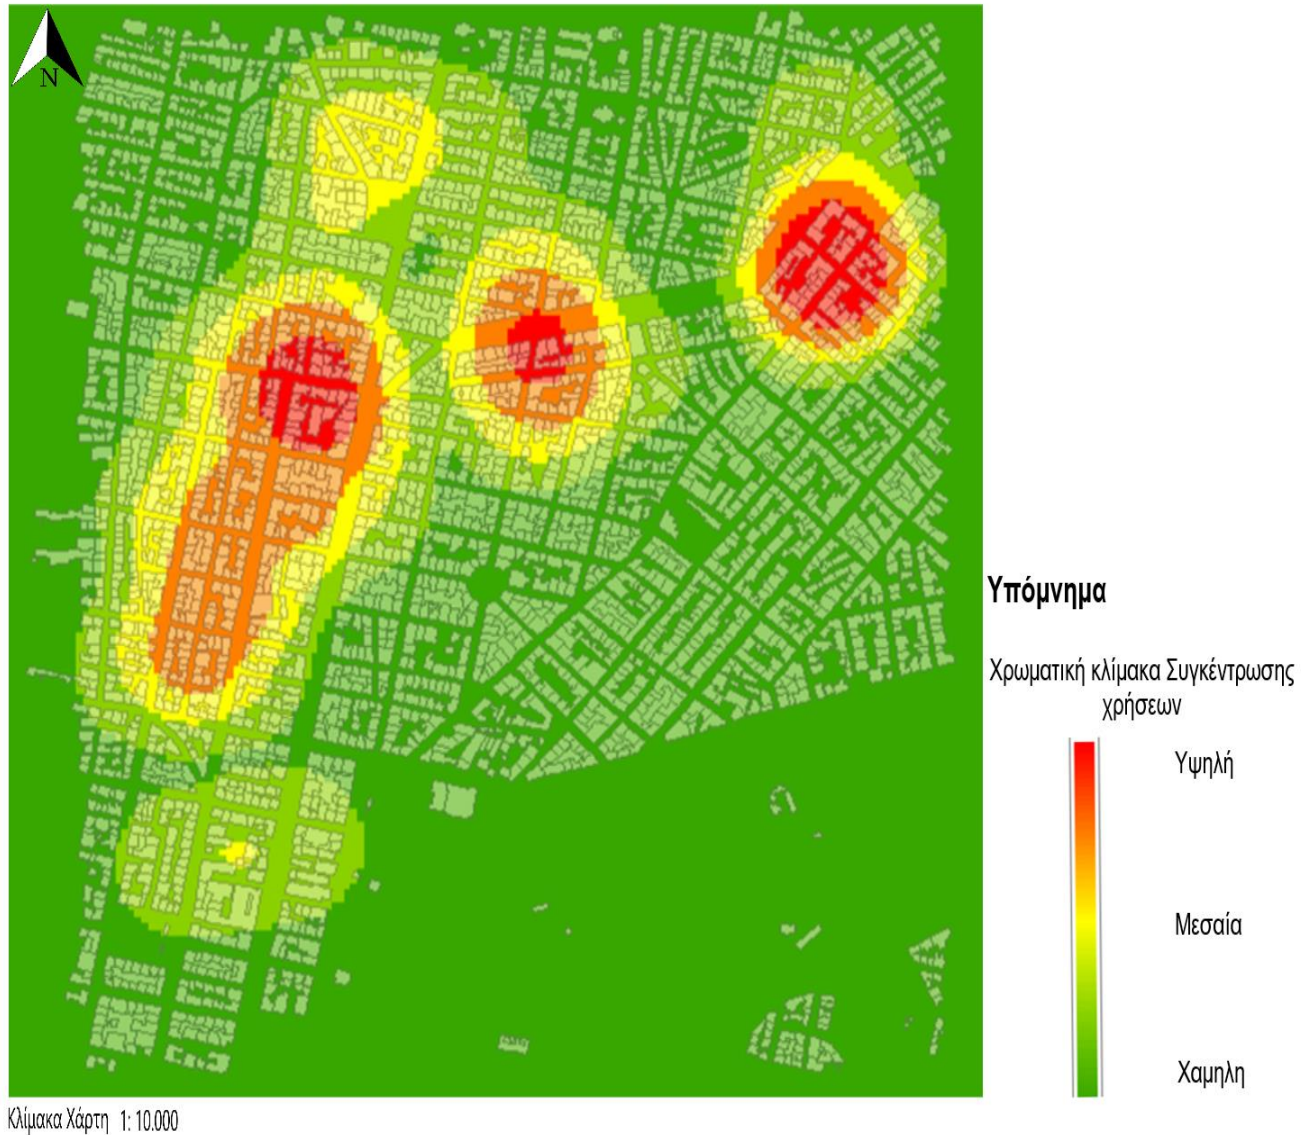 N
Υπόμνημα
Χρωματική κλίμακα Συγκέντρωσης
χρήσεων
Υψηλή
Μεσαία
Χαμηλη
Κλίμακα Χάρτη 1: 10.000